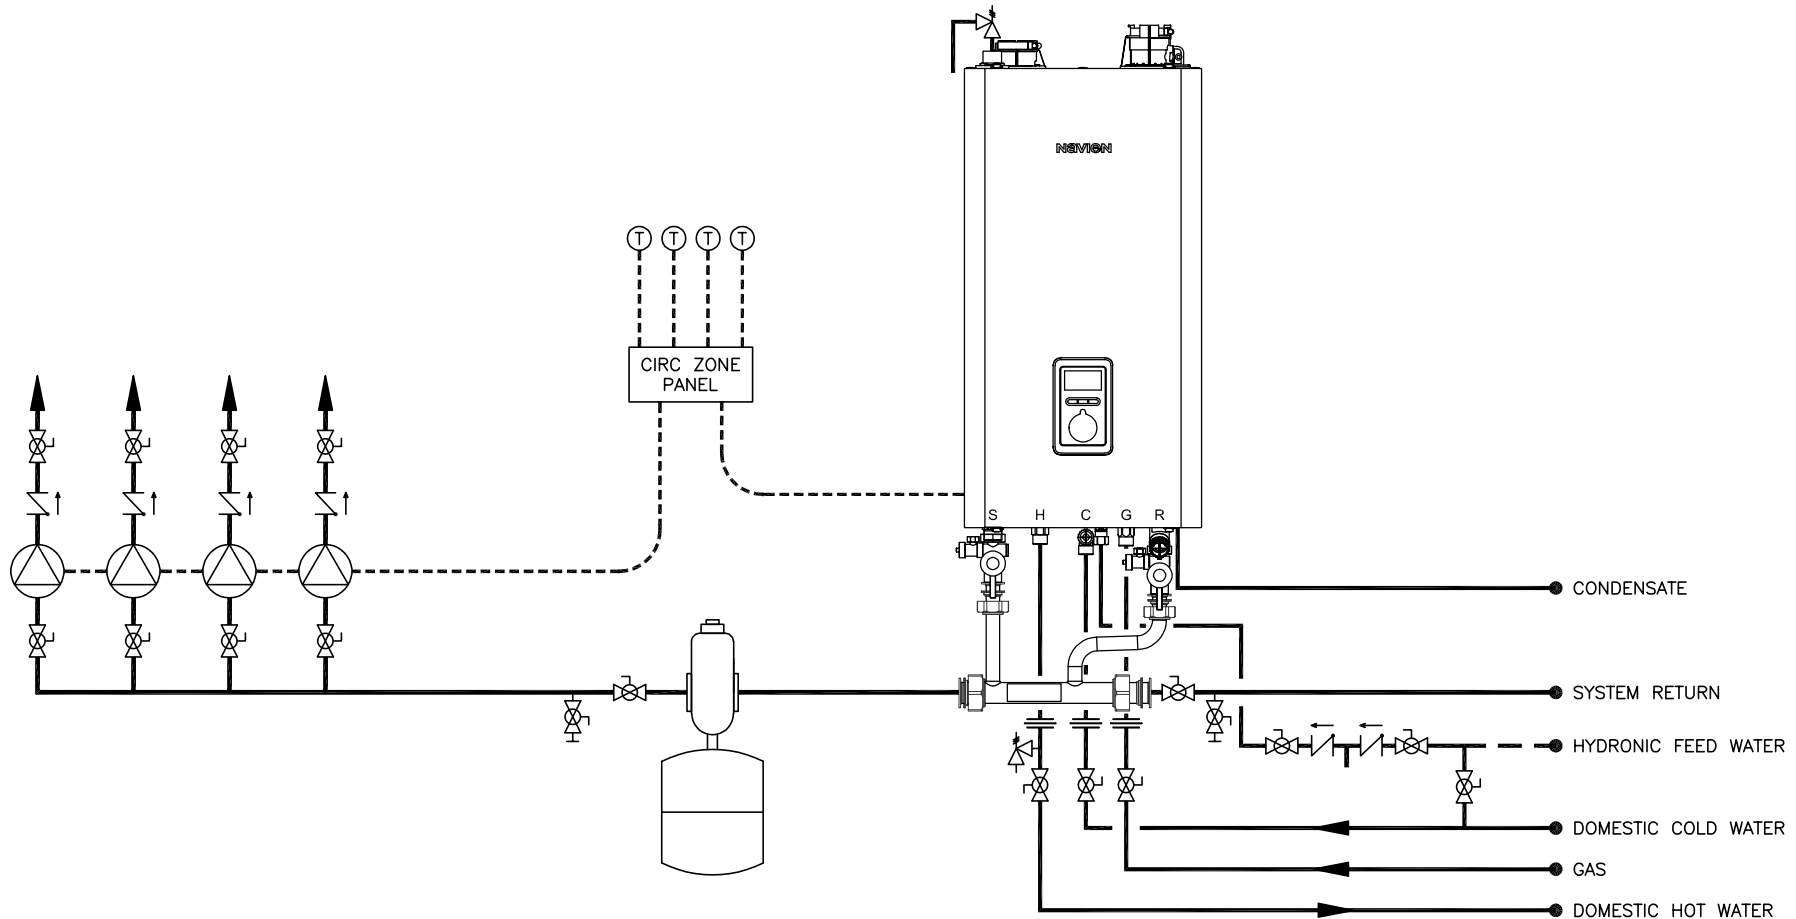 NAVIEN
T T T T
CIRC ZONE
PANEL
S H C G R
CONDENSATE
SYSTEM RETURN
HYDRONIC FEED WATER
DOMESTIC COLD WATER
GAS
DOMESTIC HOT WATER